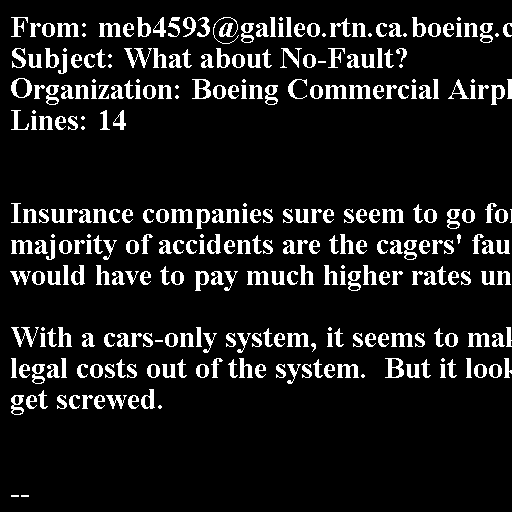 From: meb4593@galileo.rtn.ca.boeing.c
Subject: What about No-Fault?
Organization: Boeing Commercial Airpl
Lines: 14
Insurance companies sure seem to go for
majority of accidents are the cagers' fau
would have to pay much higher rates un
With a cars-only system, it seems to mak
legal costs out of the system.  But it look
get screwed.
--